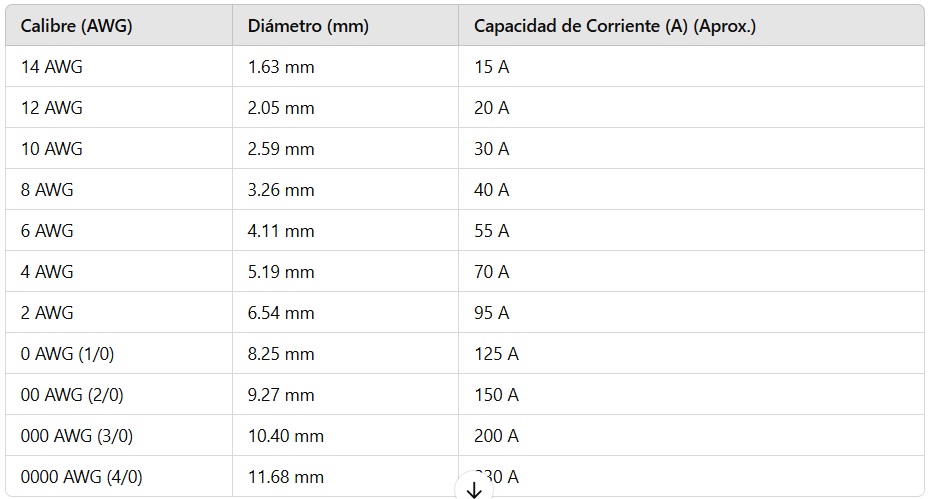 Calibre (AWG) Diámetro (mm) Capacidad de Corriente (A) (Aprox.)
14 AWG 1.63 mm 15 A
12 AWG 2.05 mm 20 A
10 AWG 2.59 mm 30 A
8 AWG 3.26 mm 40 A
6 AWG 4.11 mm 55 A
4 AWG 5.19 mm 70 A
2 AWG 6.54 mm 95 A
0 AWG (1/0) 8.25 mm 125 A
00 AWG (2/0) 9.27 mm 150 A
000 AWG (3/0) 10.40 mm 200 A
0000 AWG (4/0) 11.68 mm A